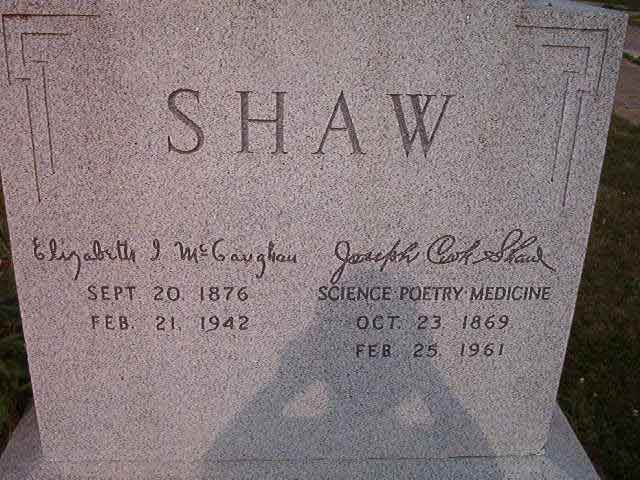 SHAW
Elizabeth I McGaughan
SEPT. 20. 1876
FEB. 21. 1942
Joseph Cook Shaw
SCIENCE POETRY MEDICINE
OCT. 23 1869
FEB. 25. 1961